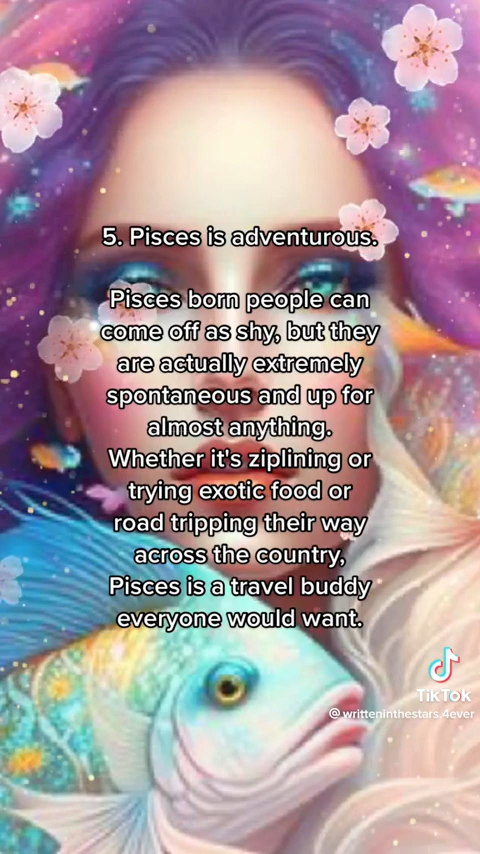 5. Pisces is adventurous.
Pisces born people can
come off as shy, but they
are actually extremely
spontaneous and up for
almost anything.
Whether it's ziplining or
trying exotic food or
road tripping their way
across the country,
Pisces is a travel buddy
everyone would want.
TikTok
@writteninthestars.4ever